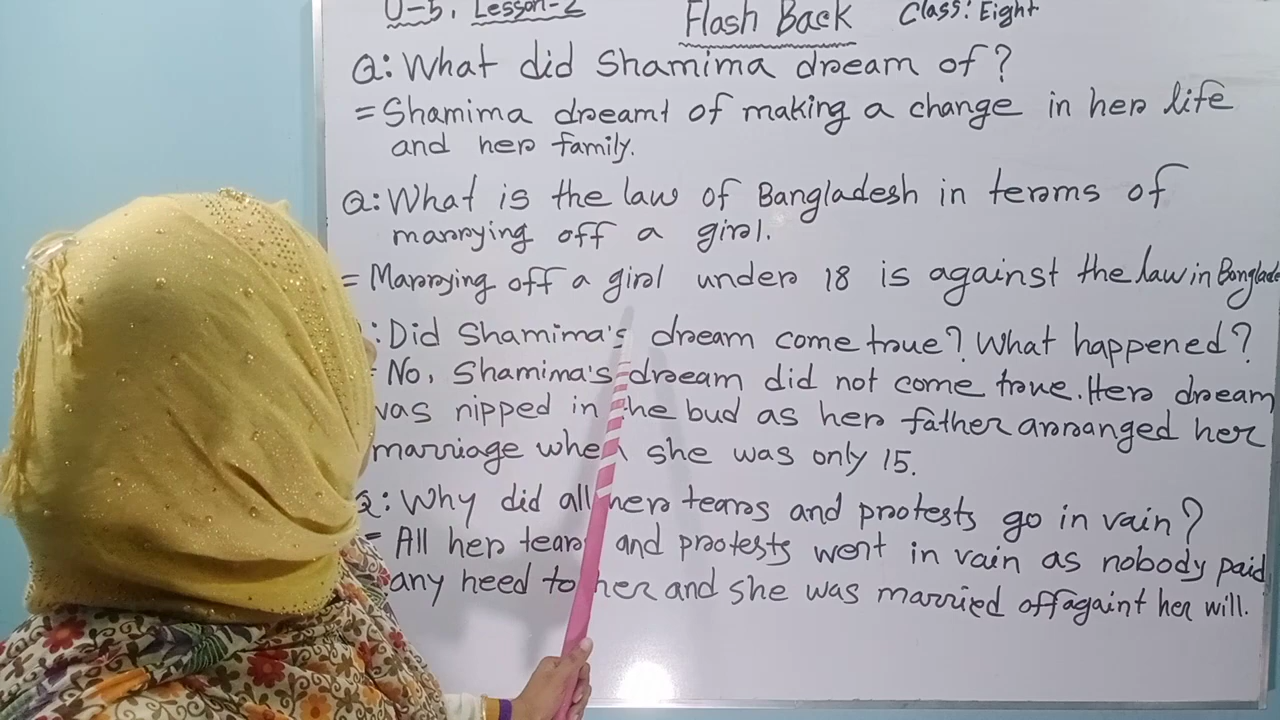 U-5, Lesson-2 Flash Back Class: Eight
Q: What did Shamima dream of?
= Shamima dreamt of making a change in her life
and her family.
Q: What is the law of Bangladesh in terms of
marrying off a girl.
= Marrying off a girl under 18 is against the law in Banglade
: Did Shamima's dream come true? What happened?
= No, Shamima's dream did not come true. Her dream
was nipped in the bud as her father arranged her
marriage when she was only 15.
Q: Why did all her tears and protests go in vain?
= All her tears and protests went in vain as nobody paid
any heed to her and she was married off againt her will.